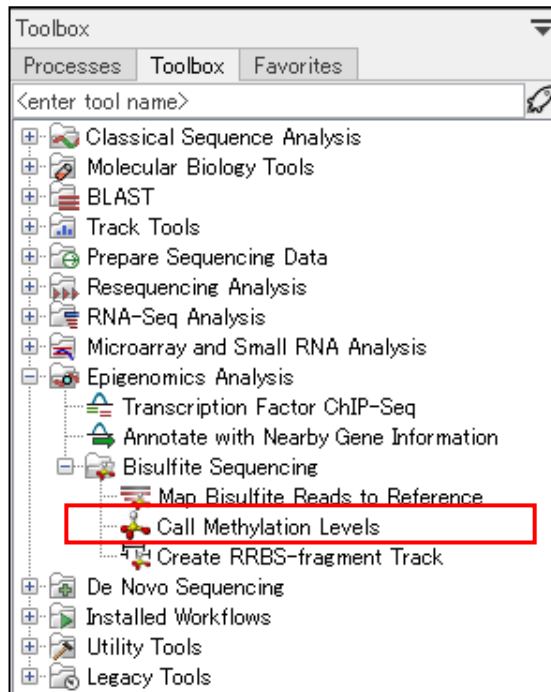 Toolbox
Processes Toolbox Favorites
<enter tool name>
Classical Sequence Analysis
Molecular Biology Tools
BLAST
Track Tools
Prepare Sequencing Data
Resequencing Analysis
RNA-Seq Analysis
Microarray and Small RNA Analysis
Epigenomics Analysis
Transcription Factor ChIP-Seq
Annotate with Nearby Gene Information
Bisulfite Sequencing
Map Bisulfite Reads to Reference
Call Methylation Levels
Create RRBS-fragment Track
De Novo Sequencing
Installed Workflows
Utility Tools
Legacy Tools